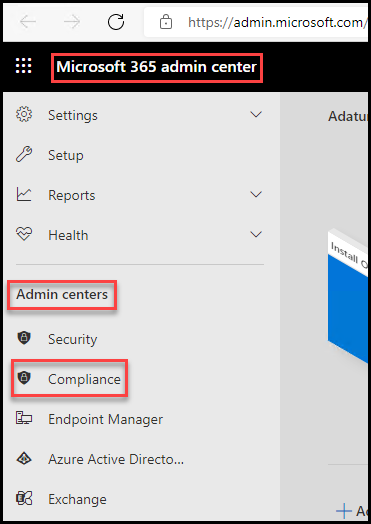 https://admin.microsoft.com/
Microsoft 365 admin center
Settings
Adatu
Setup
Reports
Health
Install O
Admin centers
Security
Compliance
Endpoint Manager
Azure Active Directo...
Exchange